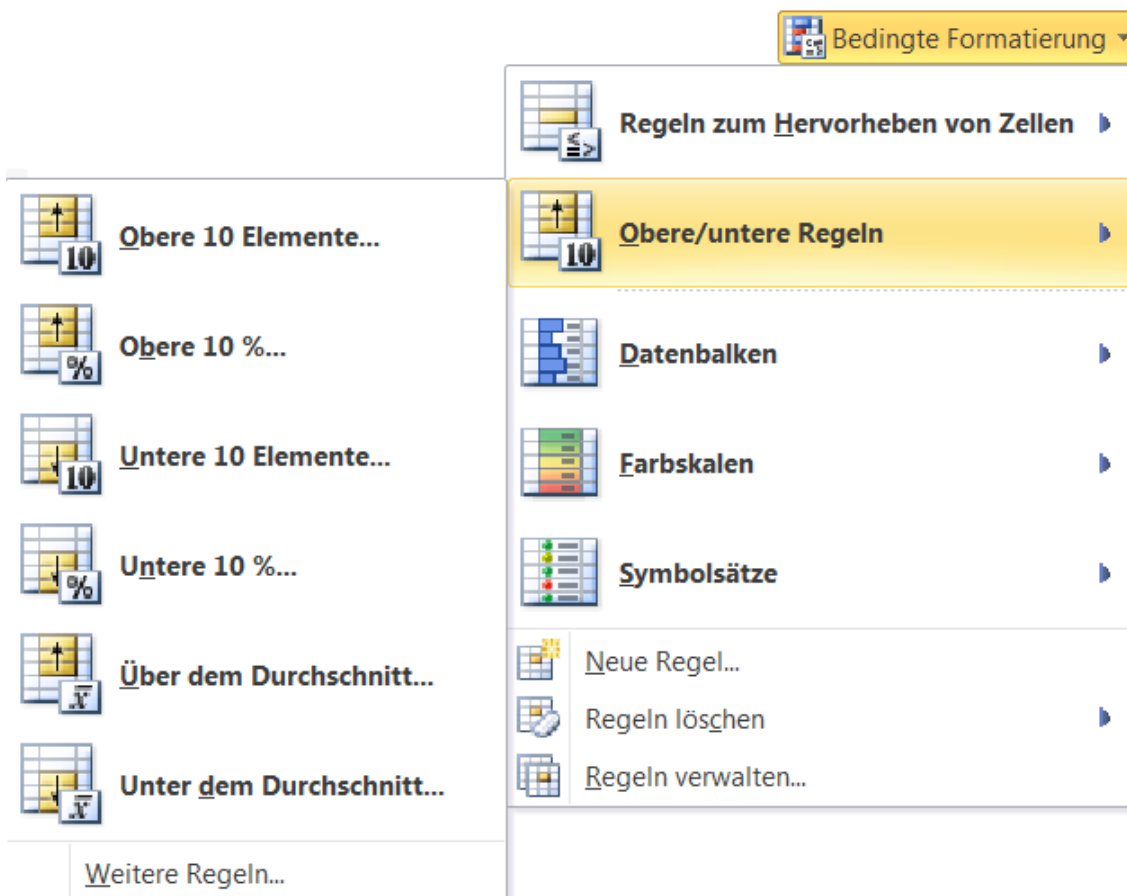 Bedingte Formatierung
Regeln zum Hervorheben von Zellen
Obere/untere Regeln
Datenbalken
Farbskalen
Symbolsätze
Neue Regel...
Regeln löschen
Regeln verwalten...
Obere 10 Elemente...
Obere 10 %...
Untere 10 Elemente...
Untere 10 %...
Über dem Durchschnitt...
Unter dem Durchschnitt...
Weitere Regeln...